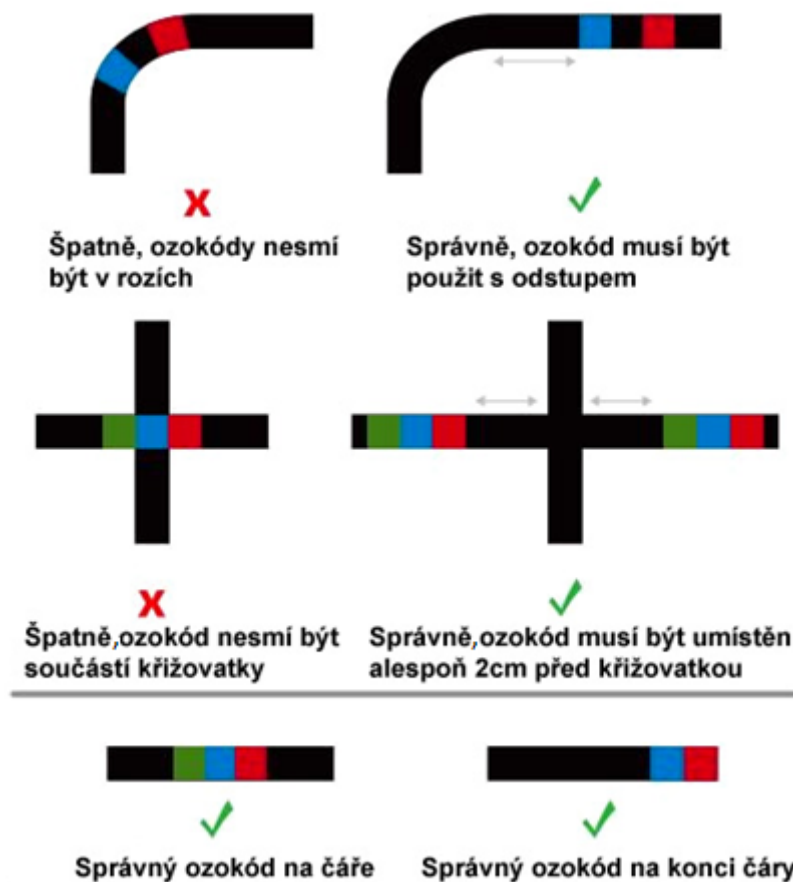 X
Špatně, ozokódy nesmí
být v rozích
Správně, ozokód musí být
použit s odstupem
X
Špatně,ozokód nesmí být
součástí křižovatky
Správně,ozokód musí být umístěn
alespoň 2cm před křižovatkou
Správný ozokód na čáře
Správný ozokód na konci čáry